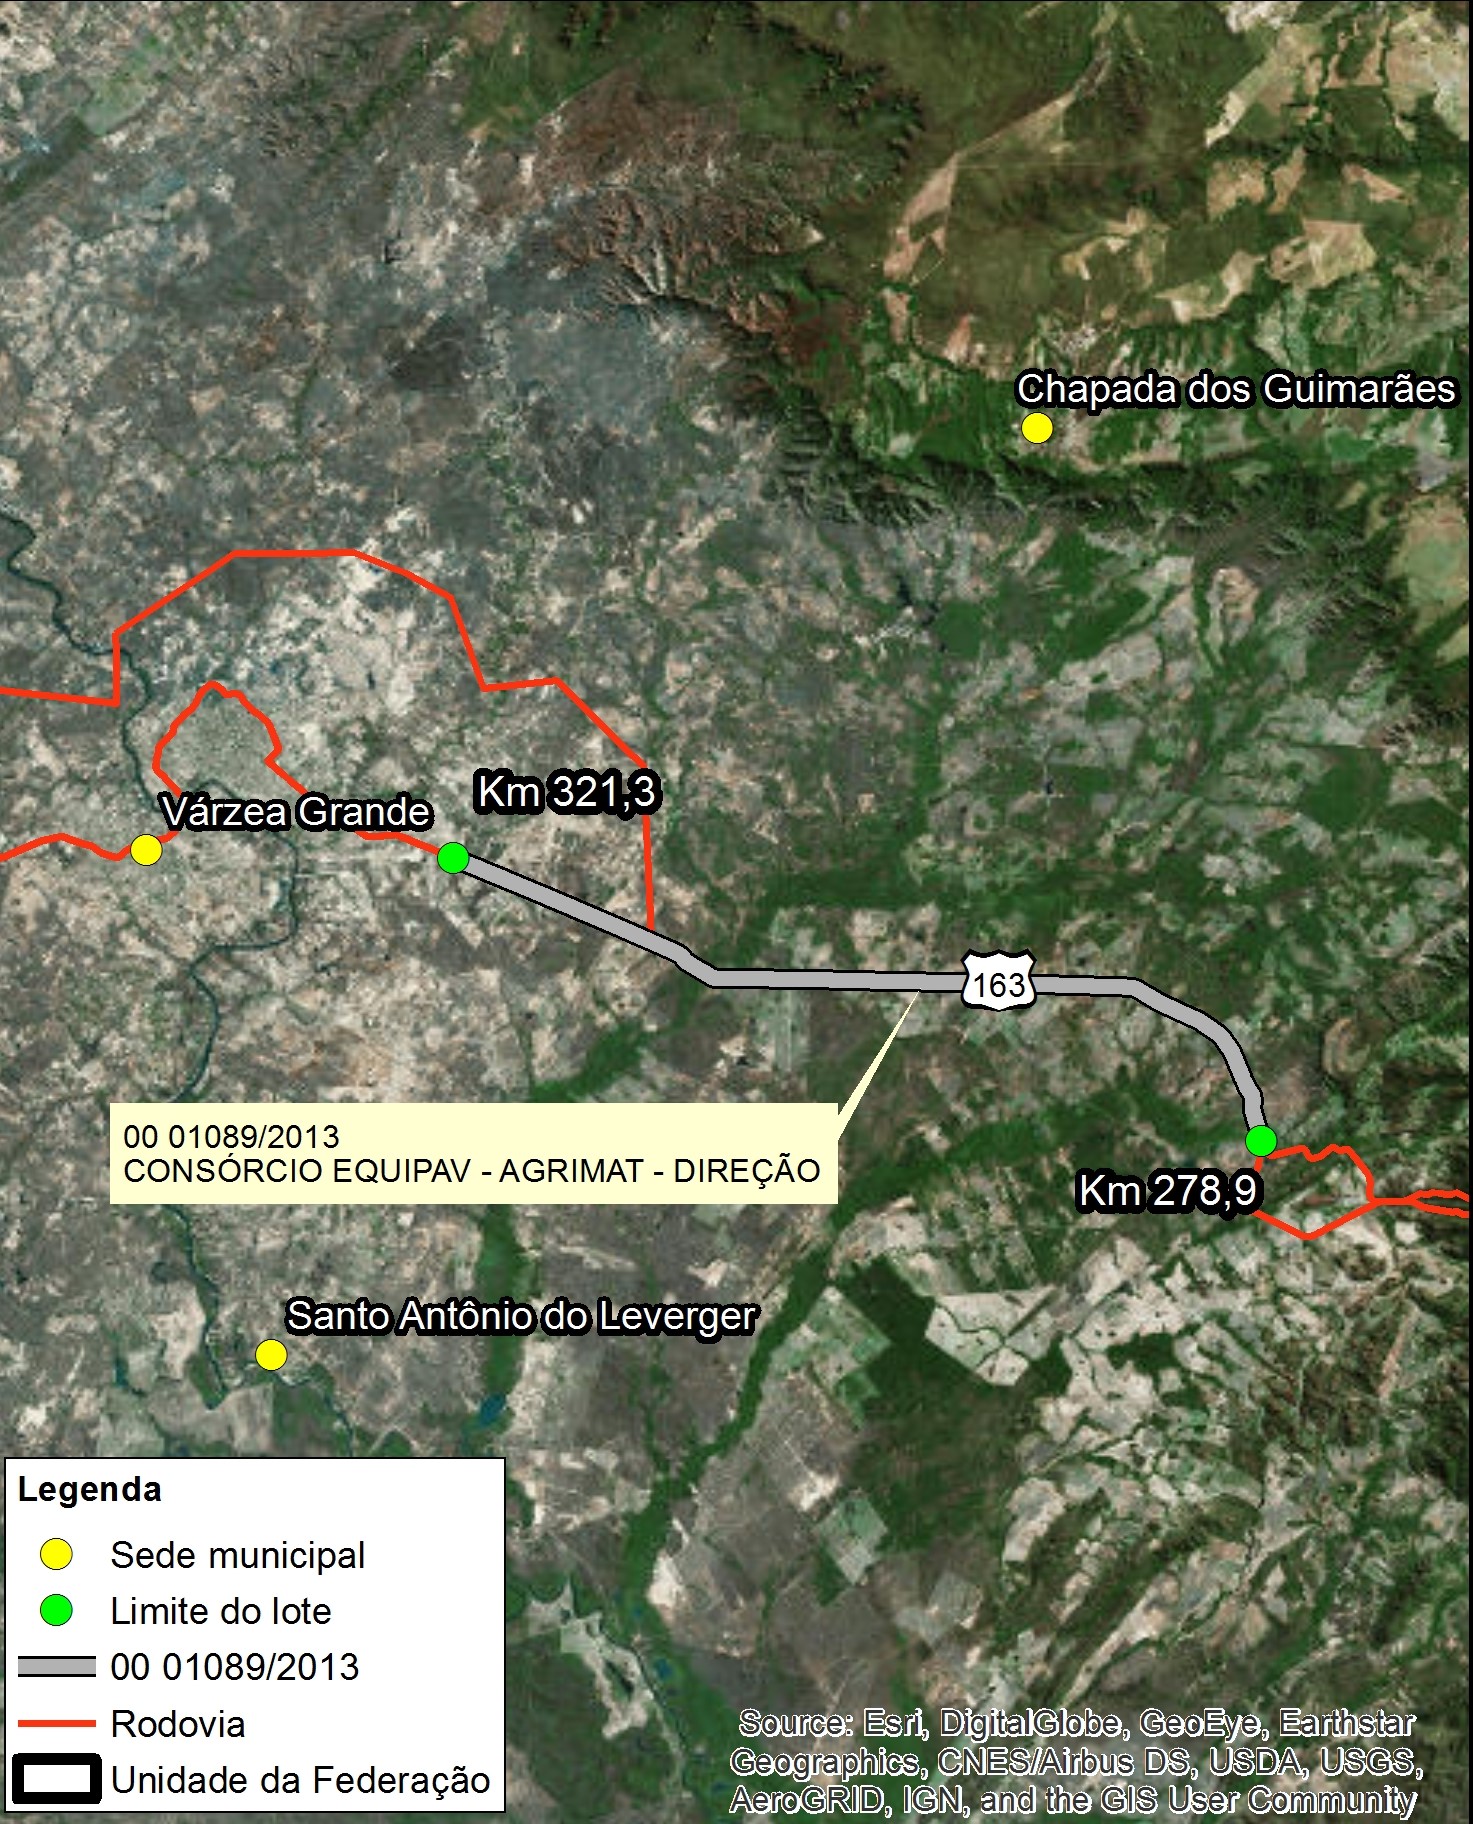 Chapada dos Guimarães
Km 321,3
Várzea Grande
163
00 01089/2013
CONSÓRCIO EQUIPAV - AGRIMAT - DIREÇÃO
Km 278,9
Santo Antônio do Leverger
Legenda
Sede municipal
Limite do lote
00 01089/2013
Rodovia
Unidade da Federação
Source: Esri, DigitalGlobe, GeoEye, Earthstar
Geographics, CNES/Airbus DS, USDA, USGS,
AeroGRID, IGN, and the GIS User Community